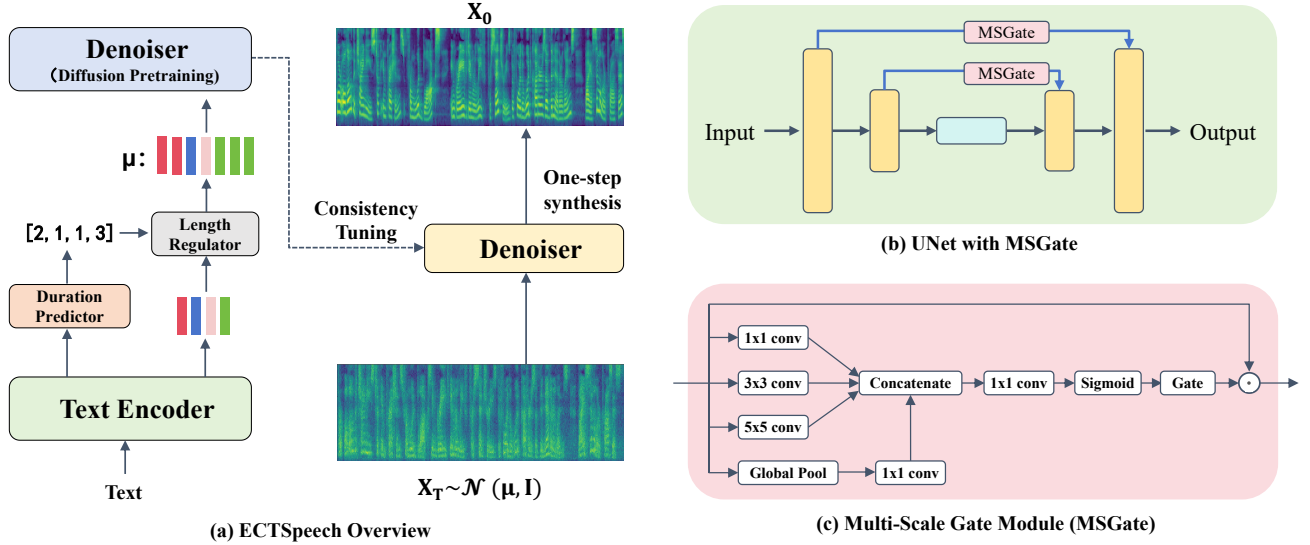 Denoiser
(Diffusion Pretraining)
μ:
[2, 1, 1, 3]
Length
Regulator
Duration
Predictor
Text Encoder
Text
X₀
One-step
synthesis
Consistency
Tuning
Denoiser
X_T~𝒩 (μ, I)
(a) ECTSpeech Overview
MSGate
MSGate
Input
Output
(b) UNet with MSGate
1x1 conv
3x3 conv
Concatenate
1x1 conv
Sigmoid
Gate
5x5 conv
Global Pool
1x1 conv
(c) Multi-Scale Gate Module (MSGate)